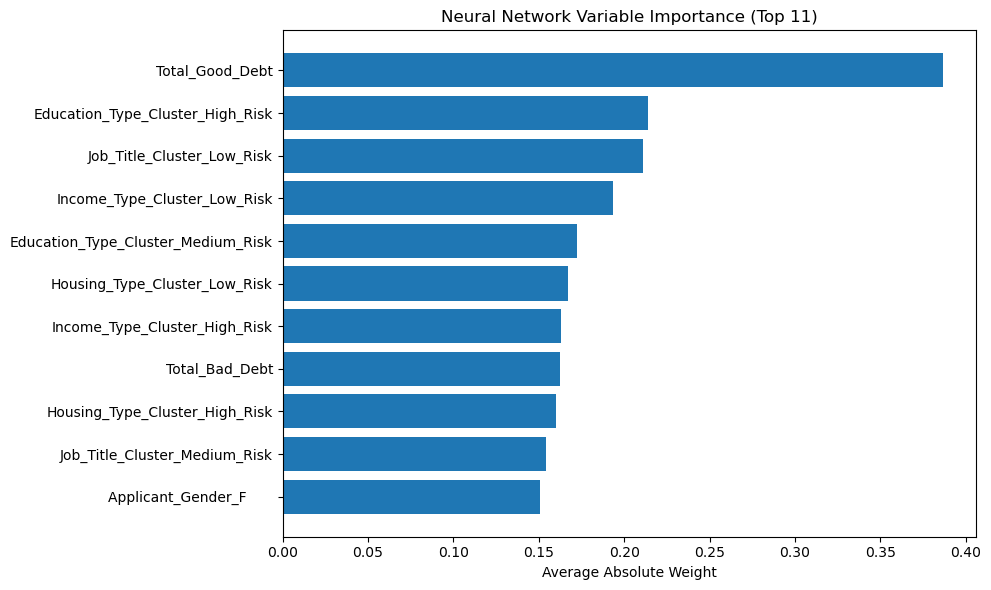 Neural Network Variable Importance (Top 11)
Total_Good_Debt
Education_Type_Cluster_High_Risk
Job_Title_Cluster_Low_Risk
Income_Type_Cluster_Low_Risk
Education_Type_Cluster_Medium_Risk
Housing_Type_Cluster_Low_Risk
Income_Type_Cluster_High_Risk
Total_Bad_Debt
Housing_Type_Cluster_High_Risk
Job_Title_Cluster_Medium_Risk
Applicant_Gender_F
0.00 0.05 0.10 0.15 0.20 0.25 0.30 0.35 0.40
Average Absolute Weight